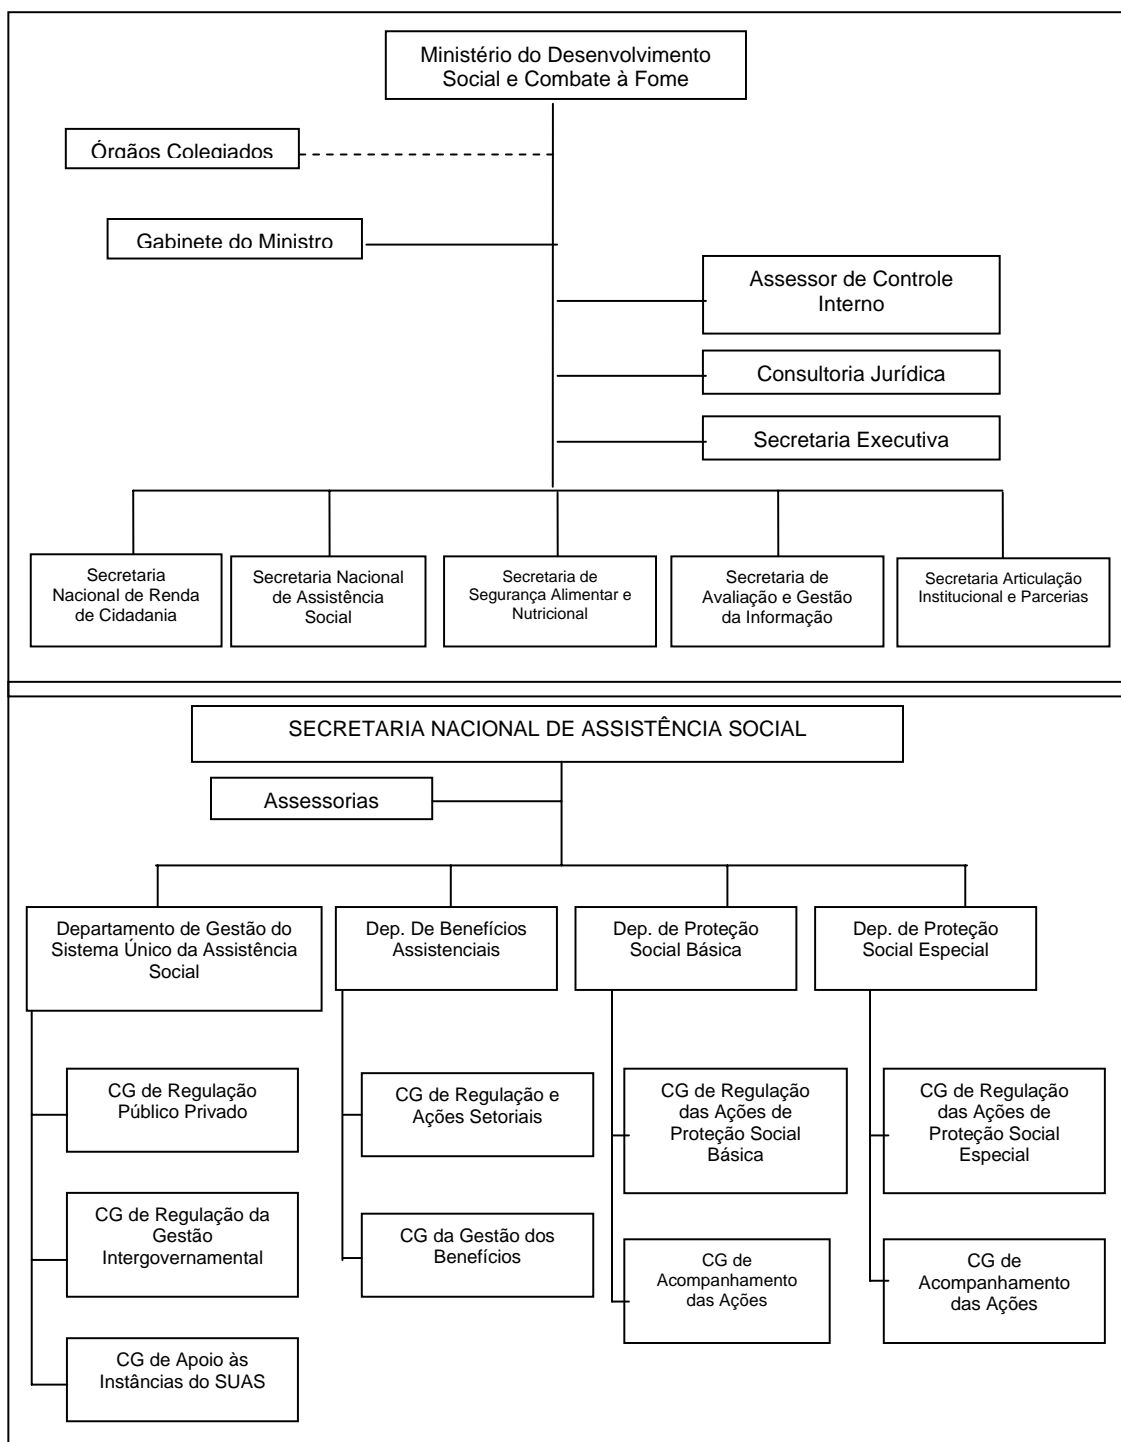 Ministério do Desenvolvimento
Social e Combate à Fome
Órgãos Colegiados
Gabinete do Ministro
Assessor de Controle
Interno
Consultoria Jurídica
Secretaria Executiva
Secretaria
Nacional de Renda
de Cidadania
Secretaria Nacional
de Assistência
Social
Secretaria de
Segurança Alimentar e
Nutricional
Secretaria de
Avaliação e Gestão
da Informação
Secretaria Articulação
Institucional e Parcerias
SECRETARIA NACIONAL DE ASSISTÊNCIA SOCIAL
Assessorias
Departamento de Gestão do
Sistema Único da Assistência
Social
Dep. De Benefícios
Assistenciais
Dep. de Proteção
Social Básica
Dep. de Proteção
Social Especial
CG de Regulação
Público Privado
CG de Regulação e
Ações Setoriais
CG de Regulação
das Ações de
Proteção Social
Básica
CG de Regulação
das Ações de
Proteção Social
Especial
CG de Regulação da
Gestão
Intergovernamental
CG da Gestão dos
Benefícios
CG de
Acompanhamento
das Ações
CG de
Acompanhamento
das Ações
CG de Apoio às
Instâncias do SUAS